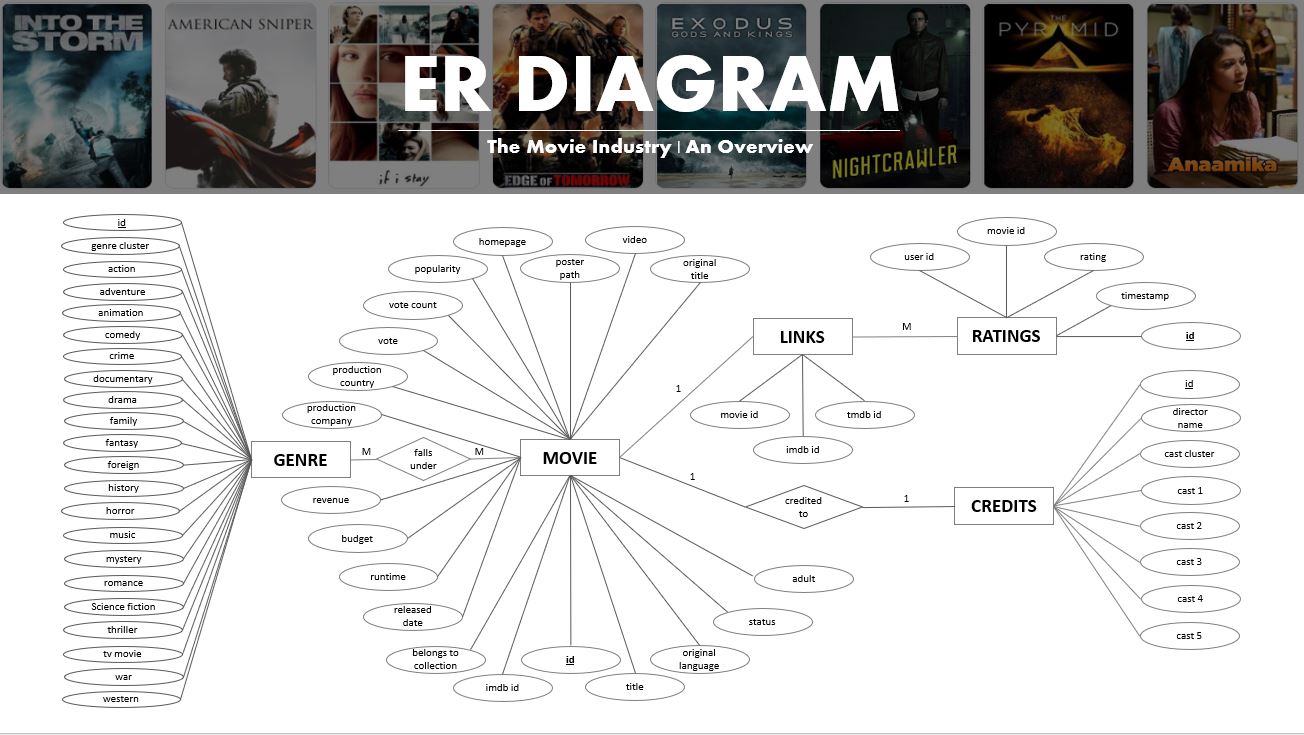 INTO THE
STORM
AMERICAN SNIPER
if i stay
EDGE OF TOMORROW
EXODUS
GODS AND KINGS
NIGHTCRAWLER
THE
PYRAMID
Anaamika
ER DIAGRAM
The Movie Industry | An Overview
id
genre cluster
action
adventure
animation
comedy
crime
documentary
drama
family
fantasy
foreign
history
horror
music
mystery
romance
Science fiction
thriller
tv movie
war
western
GENRE
M
falls
under
M
homepage
video
popularity
poster
path
original
title
vote count
vote
production
country
production
company
MOVIE
revenue
budget
runtime
released
date
belongs to
collection
imdb id
id
title
original
language
status
adult
1
LINKS
movie id
imdb id
tmdb id
M
RATINGS
user id
movie id
rating
timestamp
id
1
credited
to
1
CREDITS
id
director
name
cast cluster
cast 1
cast 2
cast 3
cast 4
cast 5